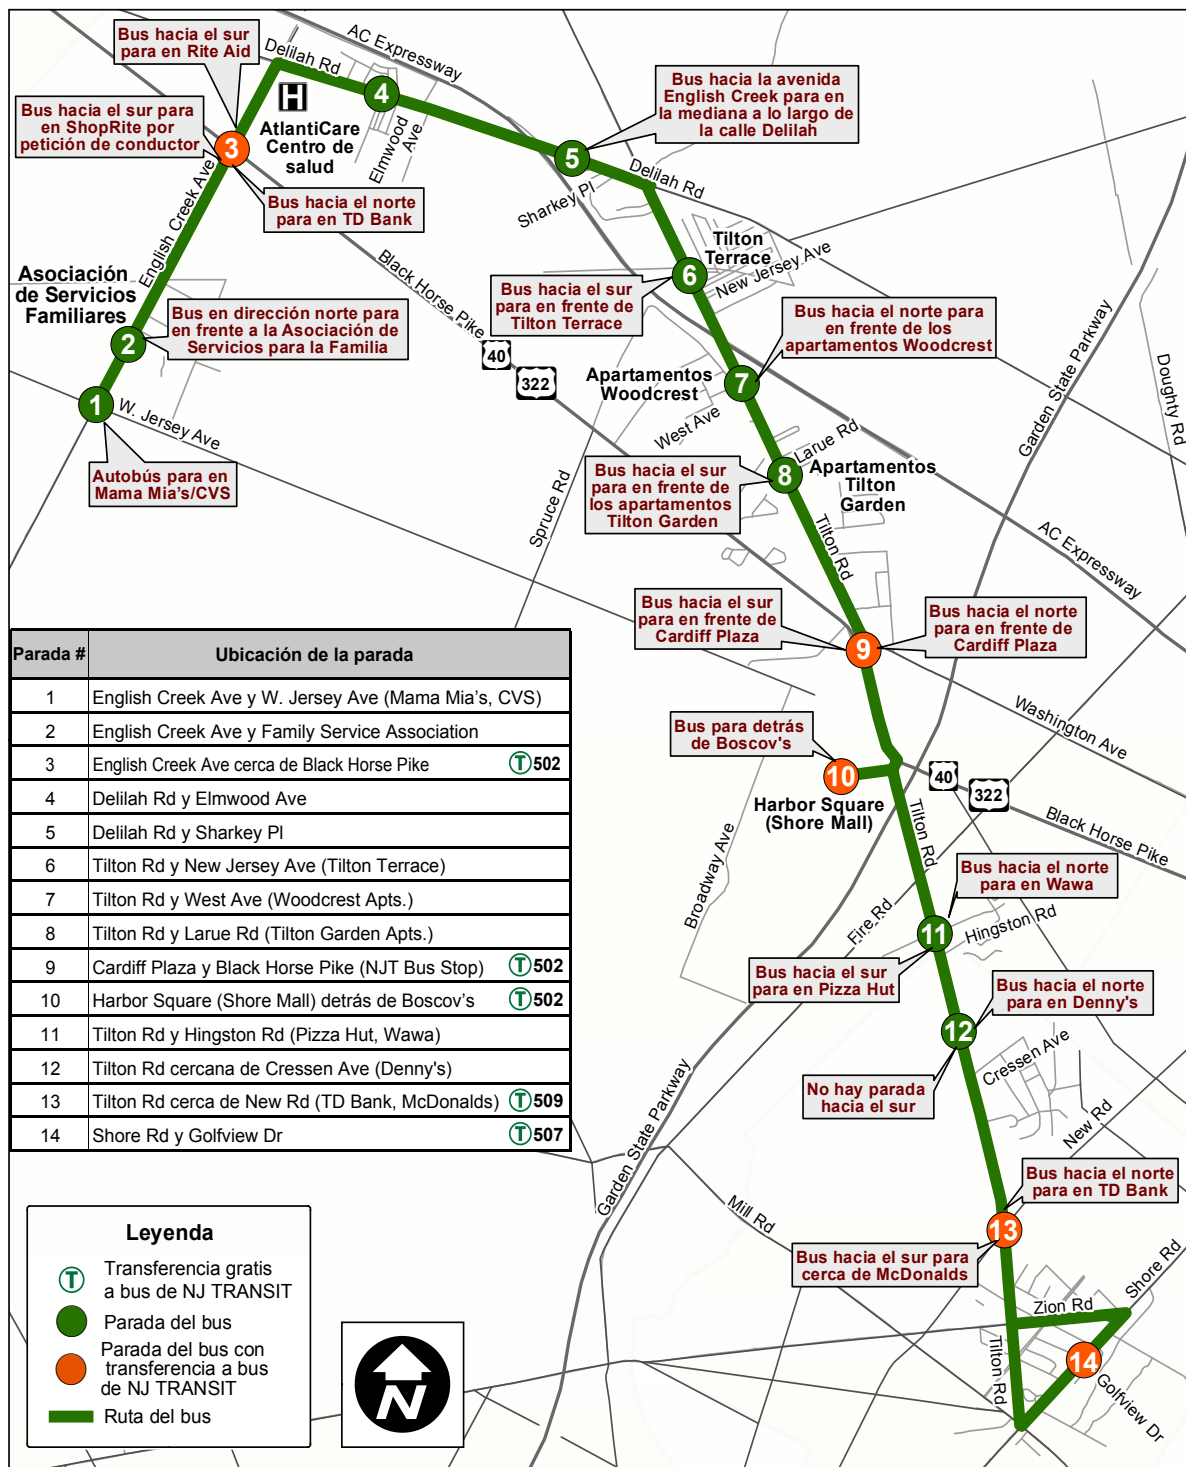 Bus hacia el sur
para en Rite Aid
Delilah Rd
AC Expressway
Bus hacia el sur para
en ShopRite por
petición de conductor
H
AtlantiCare
Centro de
salud
4
Elmwood Ave
Bus hacia la avenida
English Creek para en
la mediana a lo largo de
la calle Delilah
3
5
Sharkey Pl
Delilah Rd
Bus hacia el norte
para en TD Bank
English Creek Ave
Black Horse Pike
Tilton
Terrace
6
New Jersey Ave
Asociación
de Servicios
Familiares
Bus en dirección norte para
en frente a la Asociación de
Servicios para la Familia
2
Bus hacia el sur
para en frente de
Tilton Terrace
Bus hacia el norte para
en frente de los
apartamentos Woodcrest
Garden State Parkway
Doughty Rd
40
322
Apartamentos
Woodcrest
7
1
W. Jersey Ave
West Ave
Larue Rd
Autobús para en
Mama Mia's/CVS
Bus hacia el sur
para en frente de
los apartamentos
Tilton Garden
8
Apartamentos
Tilton
Garden
Spruce Rd
Tilton Rd
AC Expressway
Bus hacia el sur
para en frente de
Cardiff Plaza
9
Bus hacia el norte
para en frente de
Cardiff Plaza
Washington Ave
Bus para detrás
de Boscov's
10
Harbor Square
(Shore Mall)
40
322
Black Horse Pike
Tilton Rd
Broadway Ave
Fire Rd
Bus hacia el norte
para en Wawa
11
Hingston Rd
Bus hacia el sur
para en Pizza Hut
Bus hacia el norte
para en Denny's
12
Cressen Ave
No hay parada
hacia el sur
Garden State Parkway
New Rd
Mill Rd
Bus hacia el norte
para en TD Bank
13
Bus hacia el sur para
cerca de McDonalds
Shore Rd
Zion Rd
Tilton Rd
14
Golfview Dr
Parada # Ubicación de la parada
1 English Creek Ave y W. Jersey Ave (Mama Mia's, CVS)
2 English Creek Ave y Family Service Association
3 English Creek Ave cerca de Black Horse Pike T 502
4 Delilah Rd y Elmwood Ave
5 Delilah Rd y Sharkey Pl
6 Tilton Rd y New Jersey Ave (Tilton Terrace)
7 Tilton Rd y West Ave (Woodcrest Apts.)
8 Tilton Rd y Larue Rd (Tilton Garden Apts.)
9 Cardiff Plaza y Black Horse Pike (NJT Bus Stop) T 502
10 Harbor Square (Shore Mall) detrás de Boscov's T 502
11 Tilton Rd y Hingston Rd (Pizza Hut, Wawa)
12 Tilton Rd cercana de Cressen Ave (Denny's)
13 Tilton Rd cerca de New Rd (TD Bank, McDonalds) T 509
14 Shore Rd y Golfview Dr T 507
Leyenda
T Transferencia gratis
a bus de NJ TRANSIT
Parada del bus
Parada del bus con
transferencia a bus
de NJ TRANSIT
Ruta del bus
N